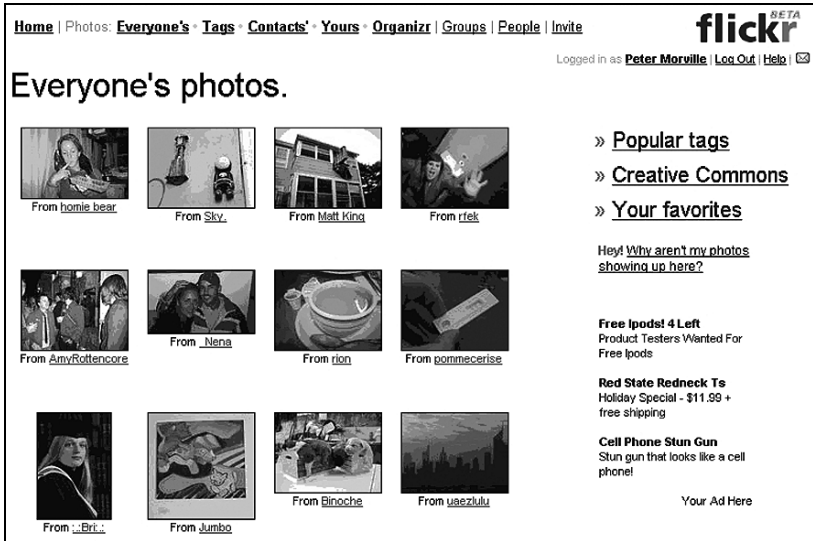 Home | Photos: Everyone's • Tags • Contacts' • Yours • Organizr | Groups | People | Invite
flickr BETA
Logged in as Peter Morville | Log Out | Help |
Everyone's photos.
» Popular tags
» Creative Commons
» Your favorites
Hey! Why aren't my photos
showing up here?
From homie bear
From Sky.
From Matt King
From rfek
From AmyRottencore
From _Nena
From rion
From pommecerise
From :.:Bri:.:
From Jumbo
From Binoche
From uaezlulu
Free Ipods! 4 Left
Product Testers Wanted For
Free Ipods
Red State Redneck Ts
Holiday Special - $11.99 +
free shipping
Cell Phone Stun Gun
Stun gun that looks like a cell
phone!
Your Ad Here